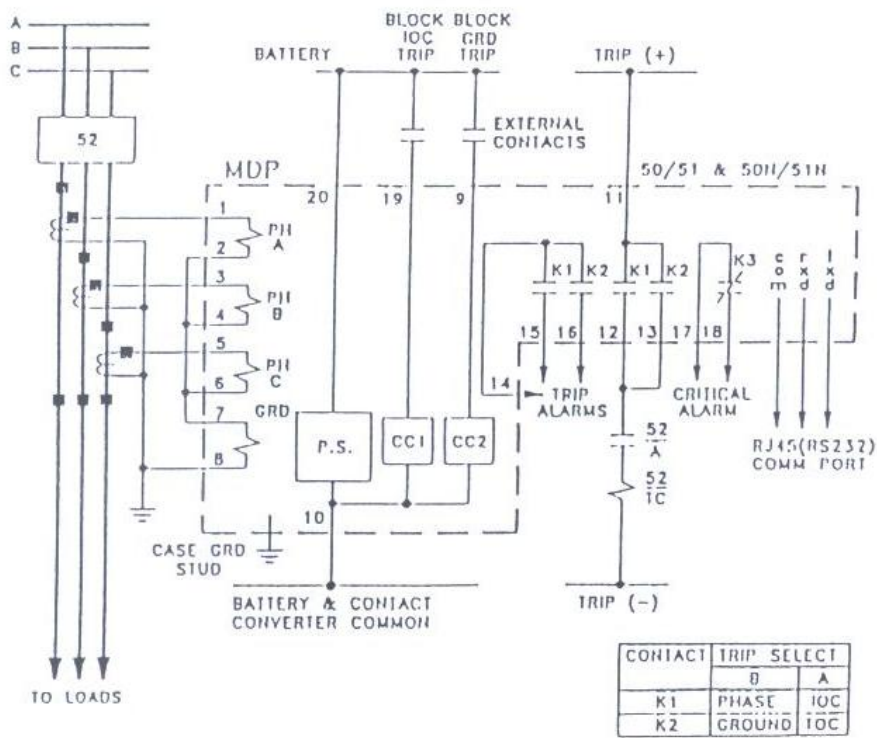 A
B
C
52
BATTERY
BLOCK
IOC
TRIP
BLOCK
GRD
TRIP
TRIP (+)
EXTERNAL
CONTACTS
MDP
50/51 & 50N/51N
20
19
9
11
1
2
PH
A
3
4
PH
B
5
6
PH
C
7
GRD
8
K1
K2
K1
K2
K3
com
rxd
txd
15
16
12
13
17
18
14
TRIP
ALARMS
CRITICAL
ALARM
RJ45(RS232)
COMM PORT
P.S.
CC1
CC2
52
A
52
TC
10
CASE GRD
STUD
BATTERY & CONTACT
CONVERTER COMMON
TRIP (-)
TO LOADS
CONTACT TRIP SELECT
B A
K1 PHASE IOC
K2 GROUND TOC